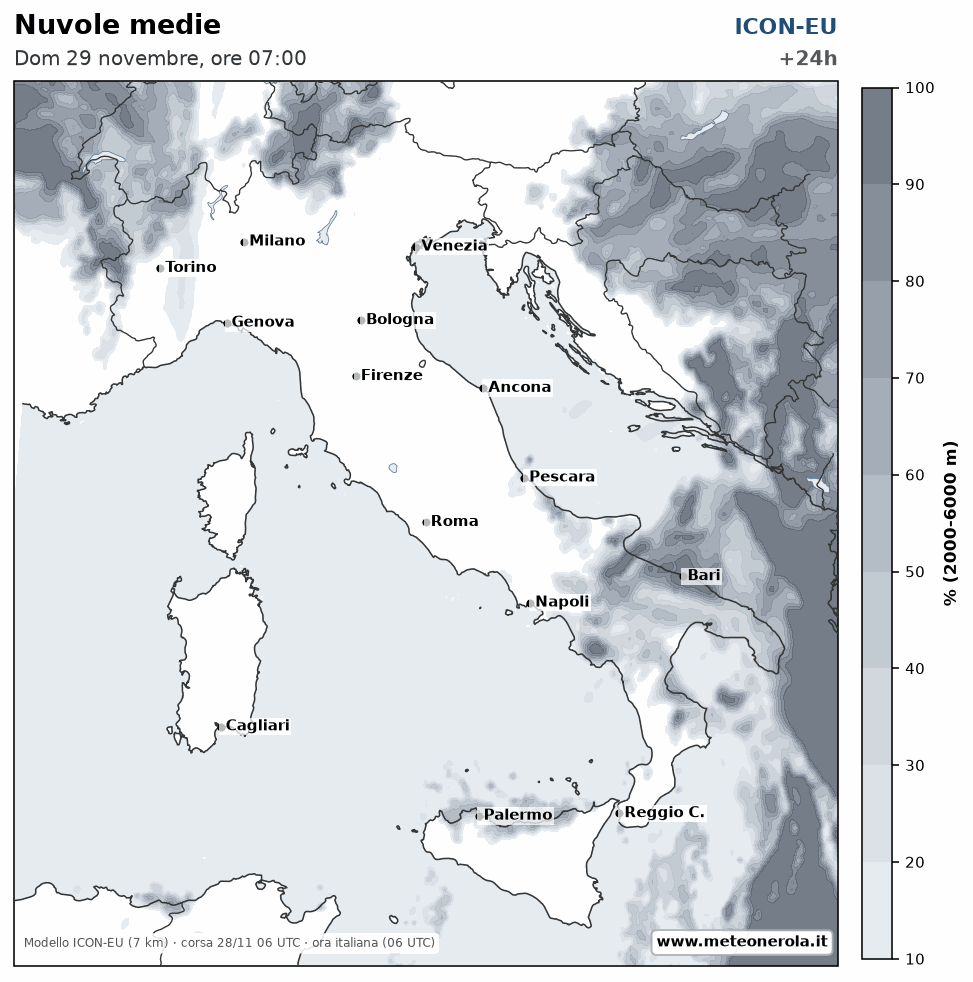 Nuvole medie
ICON-EU
Dom 29 novembre, ore 07:00
+24h
100
90
80
70
60
50
40
30
20
10
% (2000-6000 m)
Milano
Venezia
Torino
Genova
Bologna
Firenze
Ancona
Pescara
Roma
Bari
Napoli
Cagliari
Palermo
Reggio C.
Modello ICON-EU (7 km) · corsa 28/11 06 UTC · ora italiana (06 UTC)
www.meteonerola.it